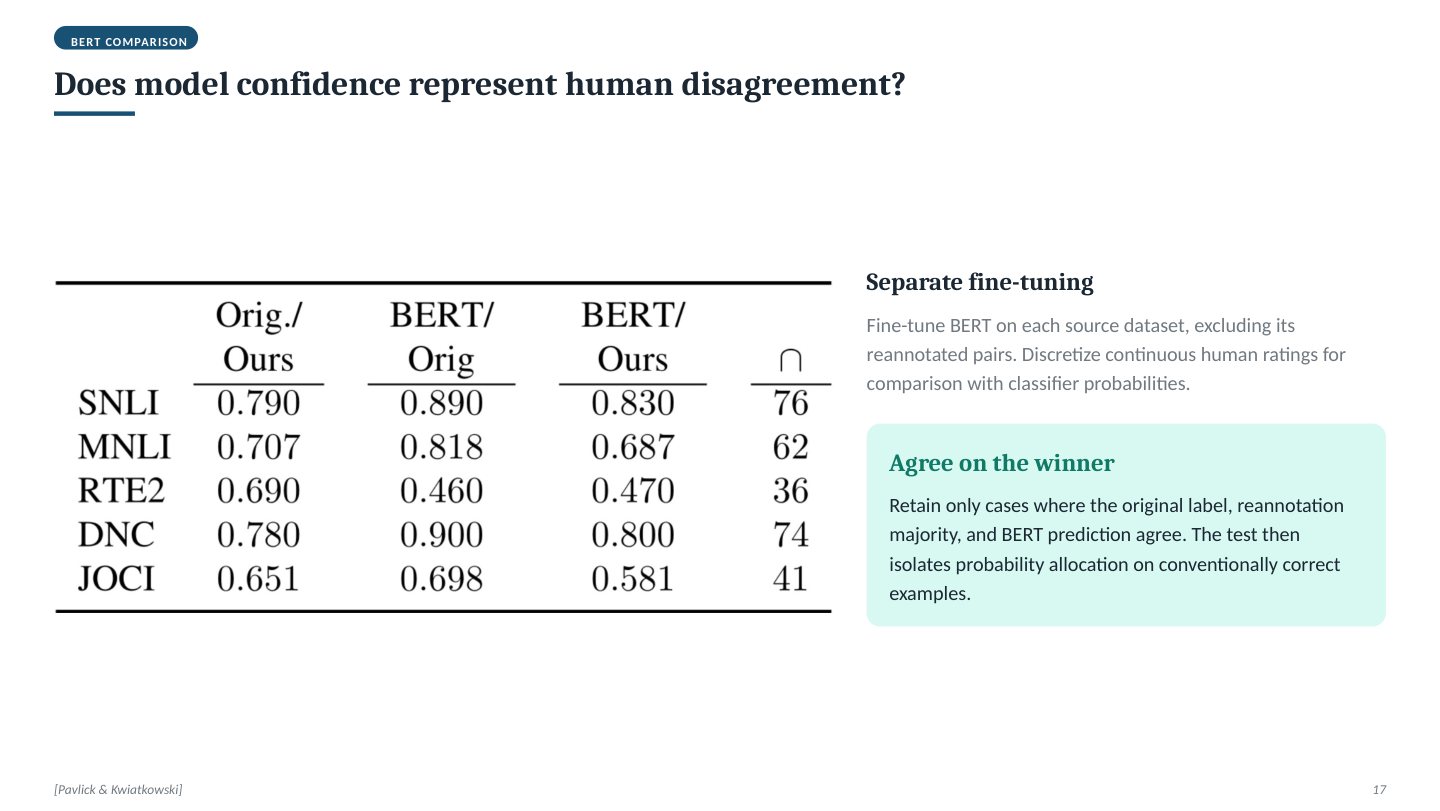 BERT COMPARISON
Does model confidence represent human disagreement?
Orig./ BERT/ BERT/
Ours Orig Ours ∩
SNLI 0.790 0.890 0.830 76
MNLI 0.707 0.818 0.687 62
RTE2 0.690 0.460 0.470 36
DNC 0.780 0.900 0.800 74
JOCI 0.651 0.698 0.581 41
Separate fine-tuning
Fine-tune BERT on each source dataset, excluding its
reannotated pairs. Discretize continuous human ratings for
comparison with classifier probabilities.
Agree on the winner
Retain only cases where the original label, reannotation
majority, and BERT prediction agree. The test then
isolates probability allocation on conventionally correct
examples.
[Pavlick & Kwiatkowski]
17